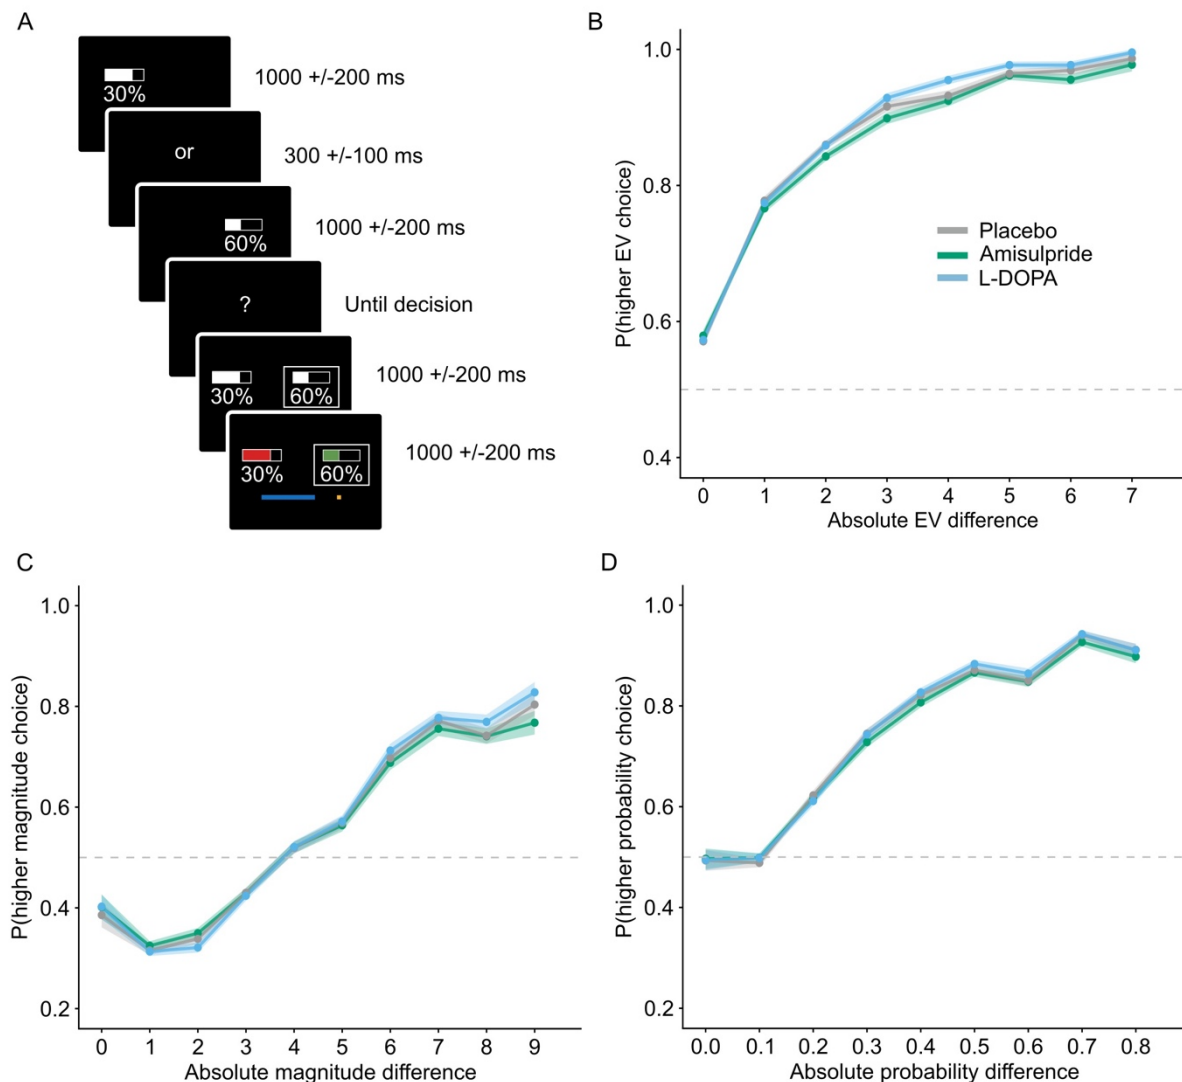 A
30%
1000 +/-200 ms
or
300 +/-100 ms
60%
1000 +/-200 ms
?
Until decision
30%
60%
1000 +/-200 ms
30%
60%
1000 +/-200 ms
B
P(higher EV choice)
1.0
0.8
0.6
0.4
Placebo
Amisulpride
L-DOPA
0 1 2 3 4 5 6 7
Absolute EV difference
C
P(higher magnitude choice)
1.0
0.8
0.6
0.4
0.2
0 1 2 3 4 5 6 7 8 9
Absolute magnitude difference
D
P(higher probability choice)
1.0
0.8
0.6
0.4
0.2
0.0 0.1 0.2 0.3 0.4 0.5 0.6 0.7 0.8
Absolute probability difference